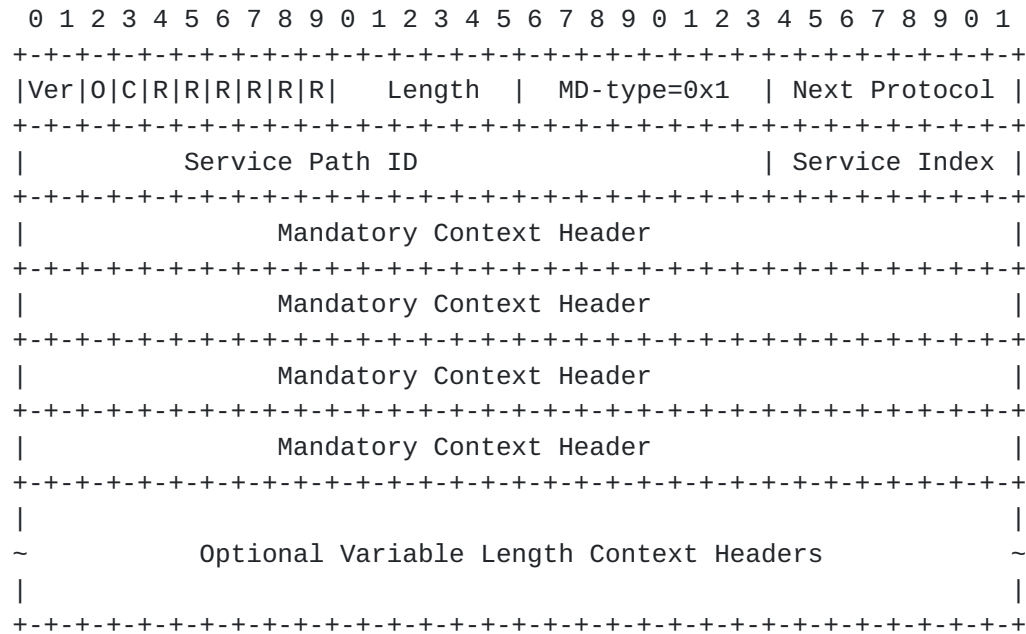 0 1 2 3 4 5 6 7 8 9 0 1 2 3 4 5 6 7 8 9 0 1 2 3 4 5 6 7 8 9 0 1
+-+-+-+-+-+-+-+-+-+-+-+-+-+-+-+-+-+-+-+-+-+-+-+-+-+-+-+-+-+-+-+-+
|Ver|O|C|R|R|R|R|R|R|   Length  |  MD-type=0x1  | Next Protocol |
+-+-+-+-+-+-+-+-+-+-+-+-+-+-+-+-+-+-+-+-+-+-+-+-+-+-+-+-+-+-+-+-+
|          Service Path ID                      | Service Index |
+-+-+-+-+-+-+-+-+-+-+-+-+-+-+-+-+-+-+-+-+-+-+-+-+-+-+-+-+-+-+-+-+
|                Mandatory Context Header                       |
+-+-+-+-+-+-+-+-+-+-+-+-+-+-+-+-+-+-+-+-+-+-+-+-+-+-+-+-+-+-+-+-+
|                Mandatory Context Header                       |
+-+-+-+-+-+-+-+-+-+-+-+-+-+-+-+-+-+-+-+-+-+-+-+-+-+-+-+-+-+-+-+-+
|                Mandatory Context Header                       |
+-+-+-+-+-+-+-+-+-+-+-+-+-+-+-+-+-+-+-+-+-+-+-+-+-+-+-+-+-+-+-+-+
|                Mandatory Context Header                       |
+-+-+-+-+-+-+-+-+-+-+-+-+-+-+-+-+-+-+-+-+-+-+-+-+-+-+-+-+-+-+-+-+
|                                                               |
~           Optional Variable Length Context Headers            ~
|                                                               |
+-+-+-+-+-+-+-+-+-+-+-+-+-+-+-+-+-+-+-+-+-+-+-+-+-+-+-+-+-+-+-+-+